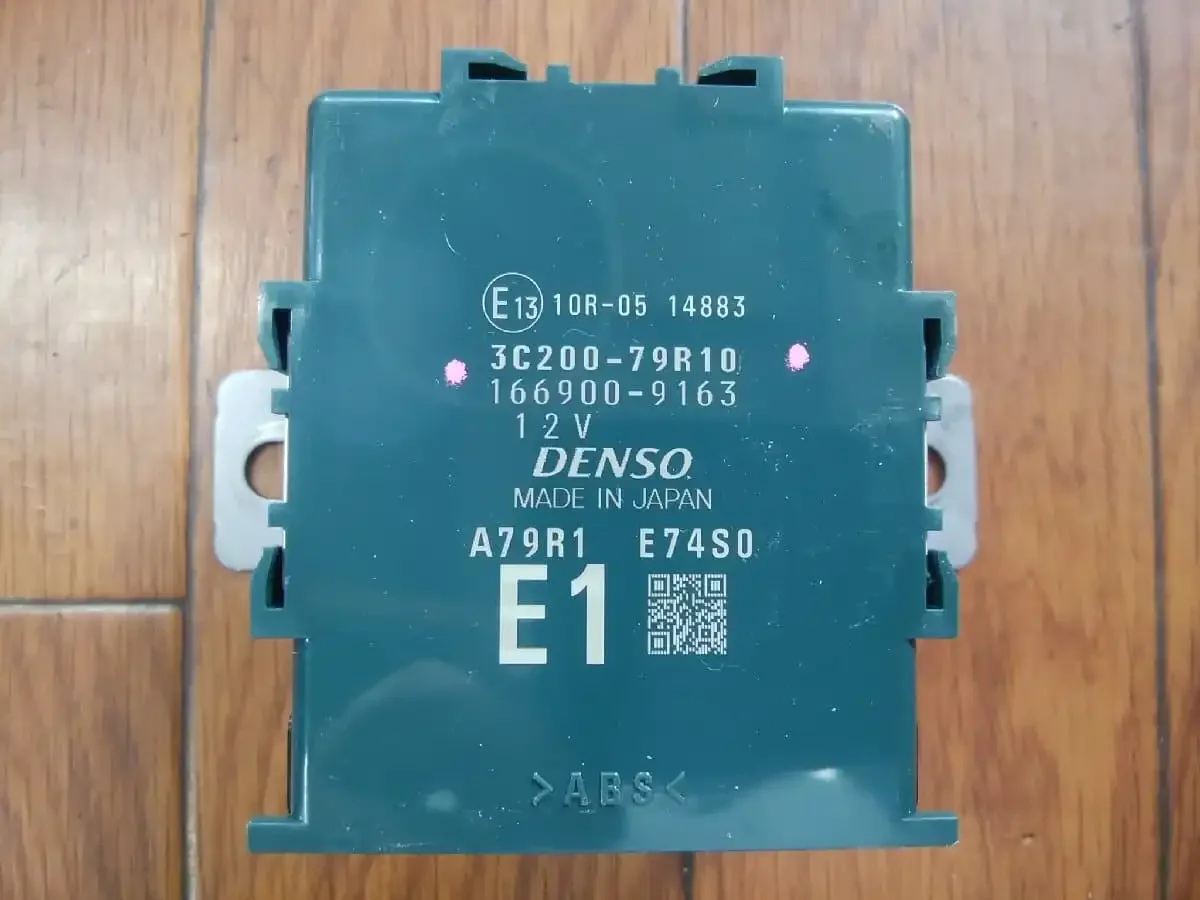 E13 10R-05 14883
3C200-79R10
166900-9163
12V
DENSO
MADE IN JAPAN
A79R1 E74S0
E1
>ABS<